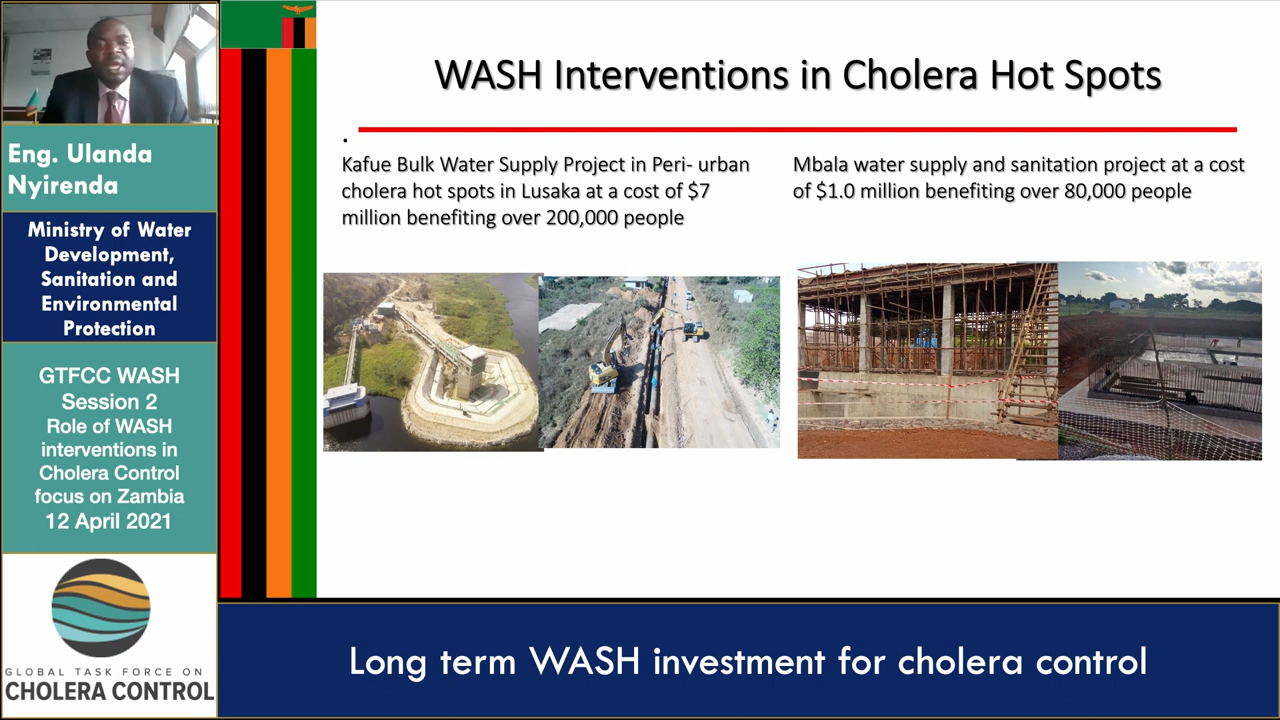 Eng. Ulanda
Nyirenda
Ministry of Water
Development,
Sanitation and
Environmental
Protection
GTFCC WASH
Session 2
Role of WASH
interventions in
Cholera Control
focus on Zambia
12 April 2021
GLOBAL TASK FORCE ON
CHOLERA CONTROL
WASH Interventions in Cholera Hot Spots
.
Kafue Bulk Water Supply Project in Peri- urban
cholera hot spots in Lusaka at a cost of $7
million benefiting over 200,000 people
Mbala water supply and sanitation project at a cost
of $1.0 million benefiting over 80,000 people
Long term WASH investment for cholera control